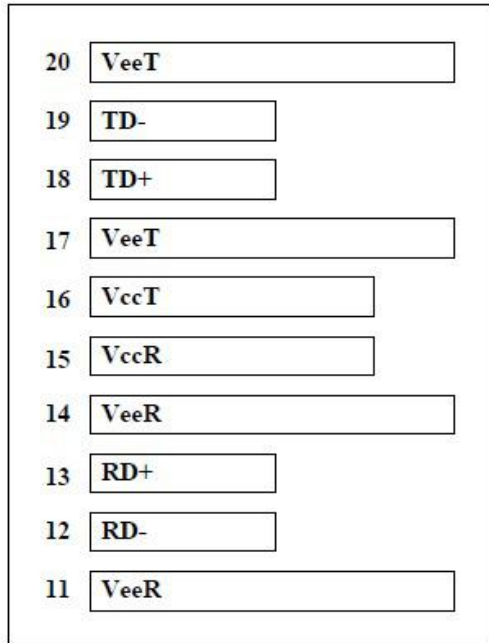 20 VeeT
19 TD-
18 TD+
17 VeeT
16 VccT
15 VccR
14 VeeR
13 RD+
12 RD-
11 VeeR